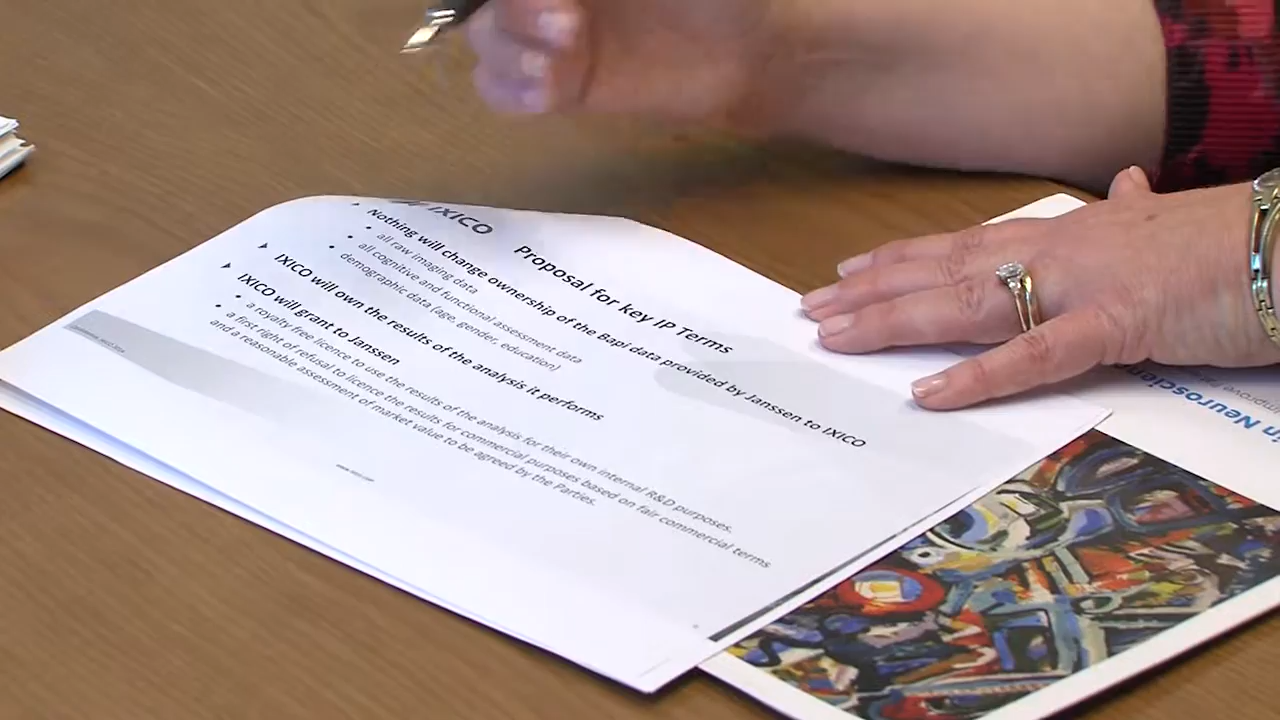 IXICO
Proposal for key IP Terms
Nothing will change ownership of the Bapi data provided by Janssen to IXICO
• all raw imaging data
• all cognitive and functional assessment data
• demographic data (age, gender, education)
IXICO will own the results of the analysis it performs
IXICO will grant to Janssen
• a royalty free licence to use the results of the analysis for their own internal R&D purposes.
• a first right of refusal to licence the results for commercial purposes based on fair commercial terms
and a reasonable assessment of market value to be agreed by the Parties.
in Neuroscien
mprove